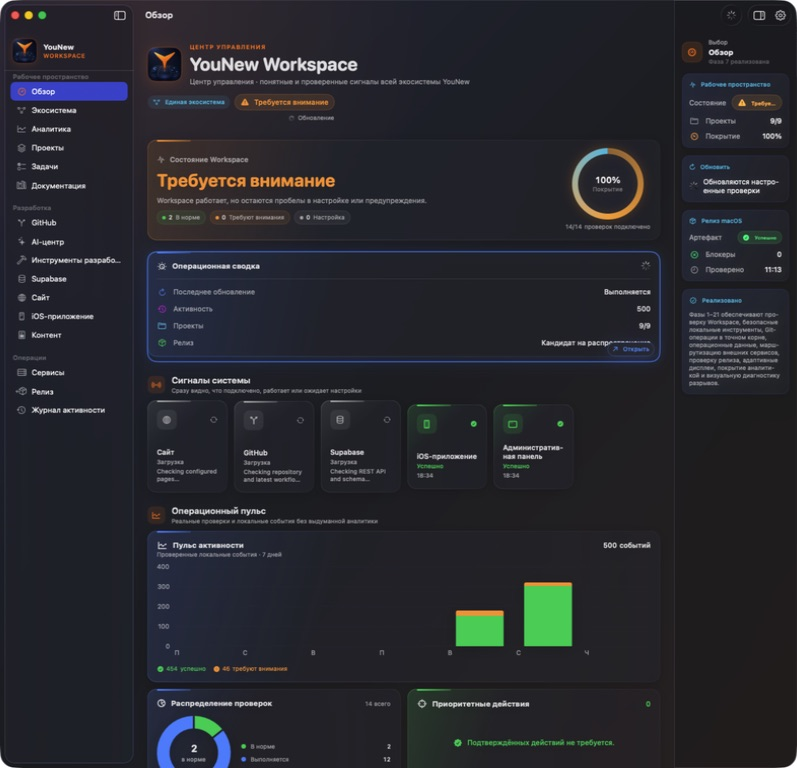 Обзор
YouNew
WORKSPACE
Рабочее пространство
Обзор
Экосистема
Аналитика
Проекты
Задачи
Документация
Разработка
GitHub
AI-центр
Инструменты разрабо...
Supabase
Сайт
iOS-приложение
Контент
Операции
Сервисы
Релиз
Журнал активности
ЦЕНТР УПРАВЛЕНИЯ
YouNew Workspace
Центр управления · понятные и проверенные сигналы всей экосистемы YouNew
Единая экосистема
Требуется внимание
Обновление
Состояние Workspace
Требуется внимание
Workspace работает, но остаются пробелы в настройке или предупреждения.
2 В норме
0 Требуют внимания
0 Настройка
100%
Покрытие
14/14 проверок подключено
Операционная сводка
Последнее обновление
Выполняется
Активность
500
Проекты
9/9
Релиз
Кандидат на распро
Открыть
Сигналы системы
Сразу видно, что подключено, работает или ожидает настройки
Сайт
Загрузка
Checking configured
pages...
GitHub
Загрузка
Checking repository
and latest workflo...
Supabase
Загрузка
Checking REST API
and schema...
iOS-приложение
Успешно
18:34
Административ-
ная панель
Успешно
18:34
Операционный пульс
Реальные проверки и локальные событие без выдуманной аналитики
Пульс активности
500 событий
Проверенные локальные события · 7 дней
400
300
200
100
0
П
С
В
П
В
С
Ч
454 успешно
46 требуют внимание
Распределение проверок
14 всего
2
в норме
В норме
2
Выполняется
12
Приоритетные действия
0
Подтверждённых действий не требуется.
Выбор
Обзор
Фаза 7 реализовано
Рабочее пространство
Состояние
Требуе...
Проекты
9/9
Покрытие
100%
Обновить
Обновляются настро-
енные проверки
Релиз macOS
Артефакт
Успешно
Блокеры
0
Проверено
11:13
Реализовано
Фазы 1–21 обеспечивают про-
верку Workspace, безопасные
локальные инструменты, Git-
операции в точном корне,
операционные данные, марш-
рутизацию внешних сервисов,
проверку релиза, адаптивные
дисплеи, покрытие аналити-
кой и визуальную диагностику
разрывов.